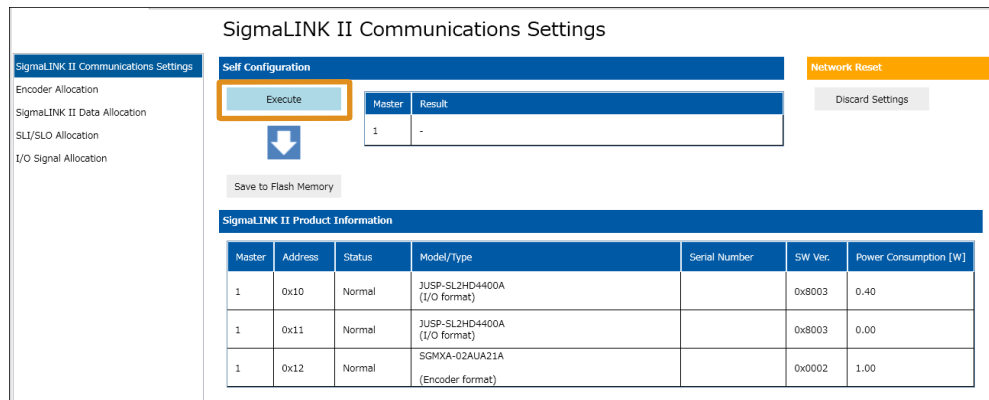 SigmaLINK II Communications Settings
SigmaLINK II Communications Settings
Encoder Allocation
SigmaLINK II Data Allocation
SLI/SLO Allocation
I/O Signal Allocation
Self Configuration
Execute
Master Result
1 -
Save to Flash Memory
Network Reset
Discard Settings
SigmaLINK II Product Information
Master Address Status Model/Type Serial Number SW Ver. Power Consumption [W]
1 0x10 Normal JUSP-SL2HD4400A 0x8003 0.40
(I/O format)
1 0x11 Normal JUSP-SL2HD4400A 0x8003 0.00
(I/O format)
1 0x12 Normal SGMXA-02AUA21A 0x0002 1.00
(Encoder format)